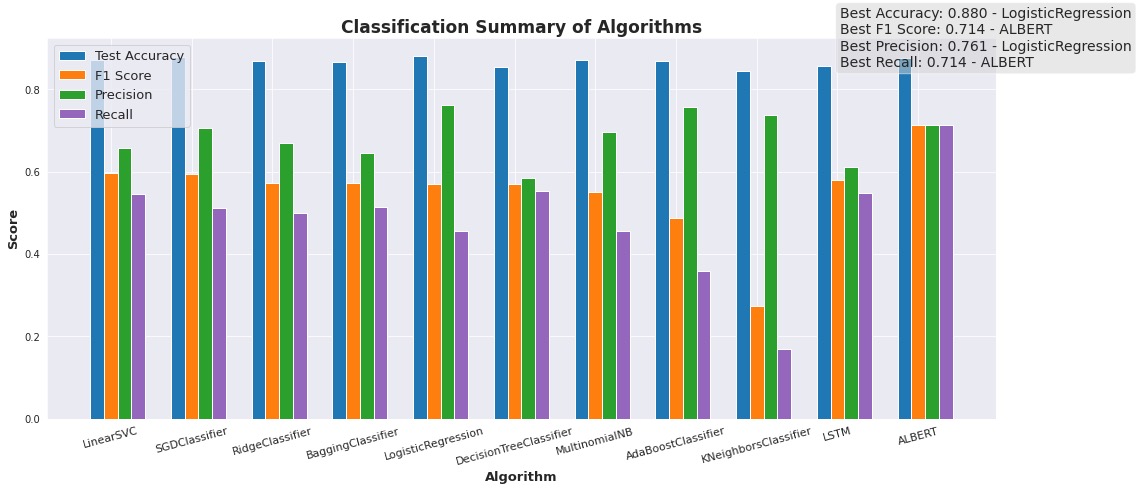 Classification Summary of Algorithms
Best Accuracy: 0.880 - LogisticRegression
Best F1 Score: 0.714 - ALBERT
Best Precision: 0.761 - LogisticRegression
Best Recall: 0.714 - ALBERT
Test Accuracy
F1 Score
Precision
Recall
Score
0.8
0.6
0.4
0.2
0.0
LinearSVC
SGDClassifier
RidgeClassifier
BaggingClassifier
LogisticRegression
DecisionTreeClassifier
MultinomialNB
AdaBoostClassifier
KNeighborsClassifier
LSTM
ALBERT
Algorithm